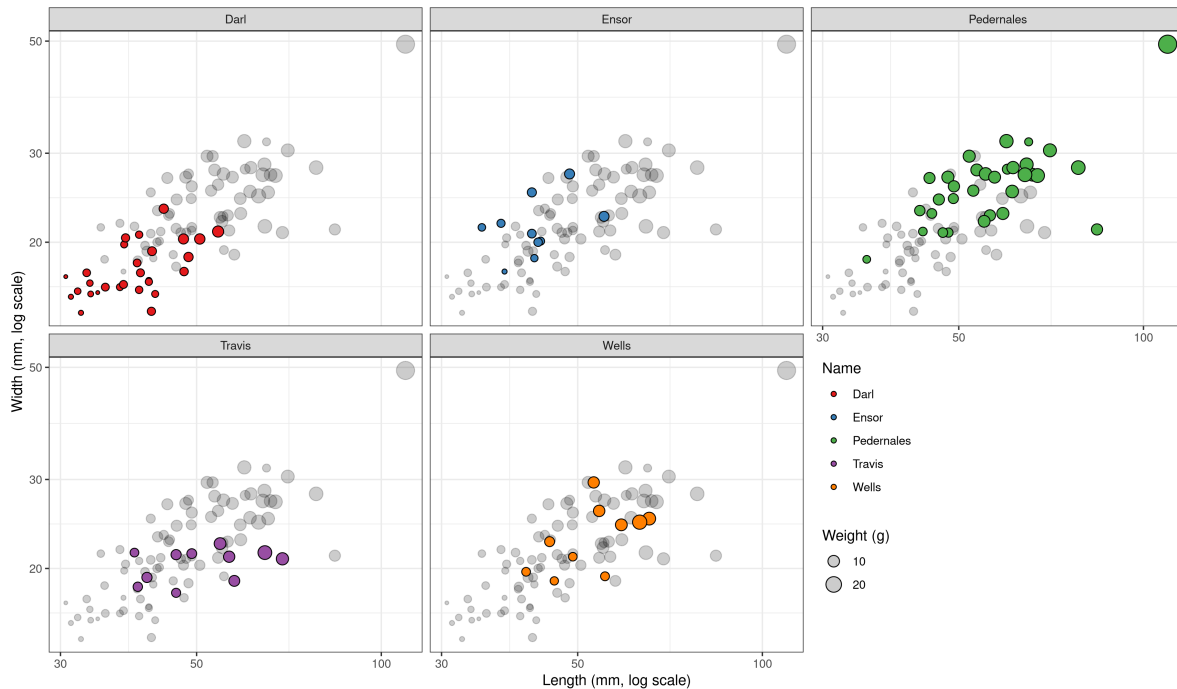 Darl
Ensor
Pedernales
50
30
20
30
50
100
Travis
Wells
50
30
20
30
50
100
30
50
100
Width (mm, log scale)
Length (mm, log scale)
Name
Darl
Ensor
Pedernales
Travis
Wells
Weight (g)
10
20